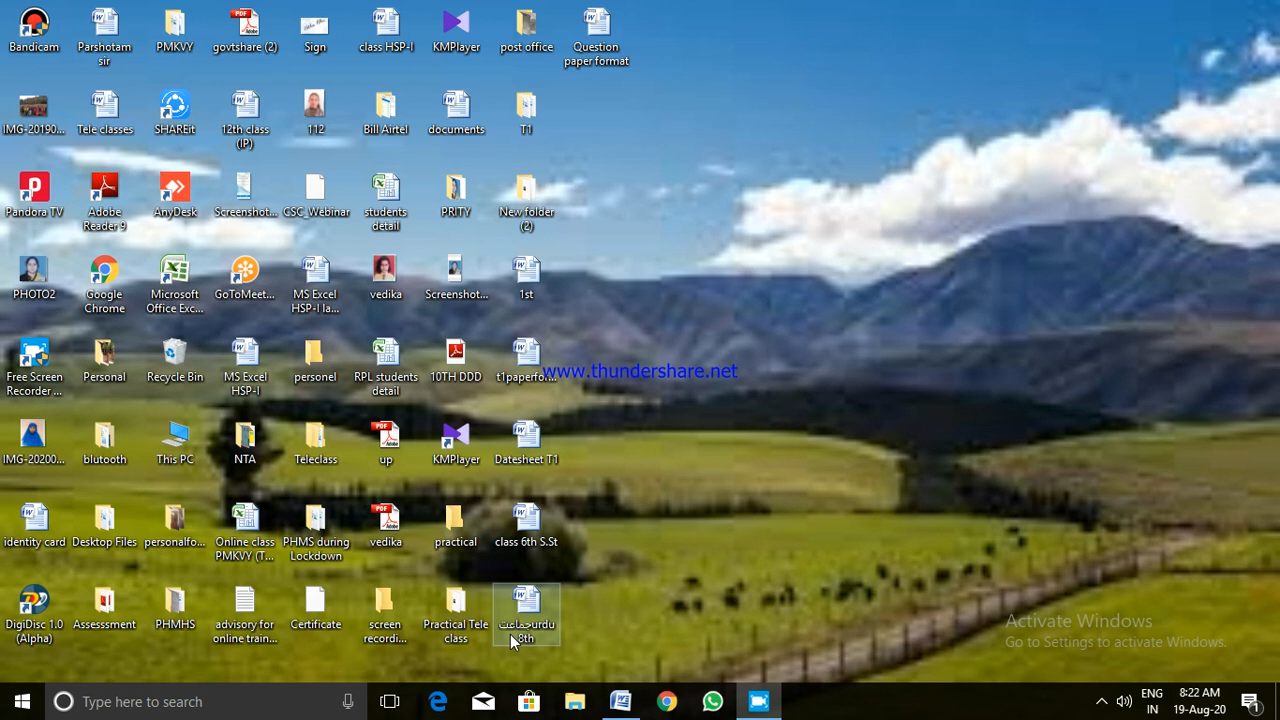 Bandicam
Parshotam
sir
PMKVY
govtshare (2)
Sign
class HSP-I
KMPlayer
post office
Question
paper format
IMG-20190...
Tele classes
SHAREit
12th class
(IP)
112
Bill Airtel
documents
T1
Pandora TV
Adobe
Reader 9
AnyDesk
Screenshot...
CSC_Webinar
students
detail
PRITY
New folder
(2)
PHOTO2
Google
Chrome
Microsoft
Office Exc...
GoToMeet...
MS Excel
HSP-I la...
vedika
Screenshot...
1st
Free Screen
Recorder ...
Personal
Recycle Bin
MS Excel
HSP-I
personel
RPL students
detail
10TH DDD
t1paperfo...
www.thundershare.net
IMG-20200...
blutooth
This PC
NTA
Teleclass
up
KMPlayer
Datesheet T1
identity card
Desktop Files
personalfo...
Online class
PMKVY (T...
PHMS during
Lockdown
vedika
practical
class 6th S.St
DigiDisc 1.0
(Alpha)
Assesssment
PHMHS
advisory for
online train...
Certificate
screen
recordi...
Practical Tele
class
جماعتurdu
8th
Activate Windows
Go to Settings to activate Windows.
Type here to search
ENG
IN
8:22 AM
19-Aug-20
1